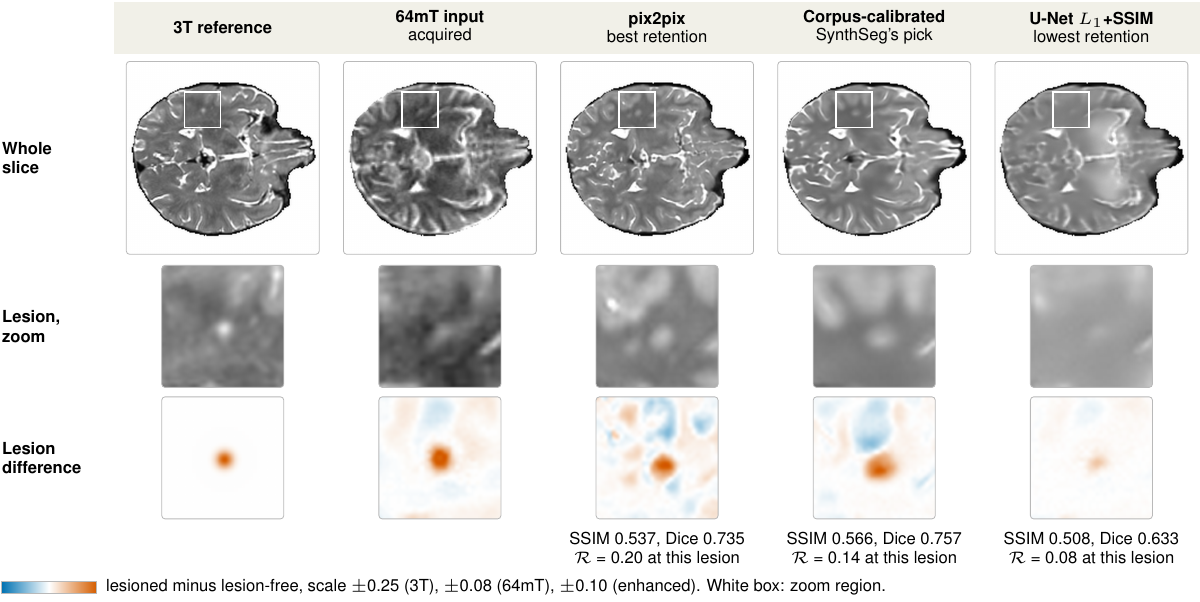 3T reference
64mT input
acquired
pix2pix
best retention
Corpus-calibrated
SynthSeg's pick
U-Net L₁+SSIM
lowest retention
Whole
slice
Lesion,
zoom
Lesion
difference
SSIM 0.537, Dice 0.735
ℛ = 0.20 at this lesion
SSIM 0.566, Dice 0.757
ℛ = 0.14 at this lesion
SSIM 0.508, Dice 0.633
ℛ = 0.08 at this lesion
lesioned minus lesion-free, scale ±0.25 (3T), ±0.08 (64mT), ±0.10 (enhanced). White box: zoom region.